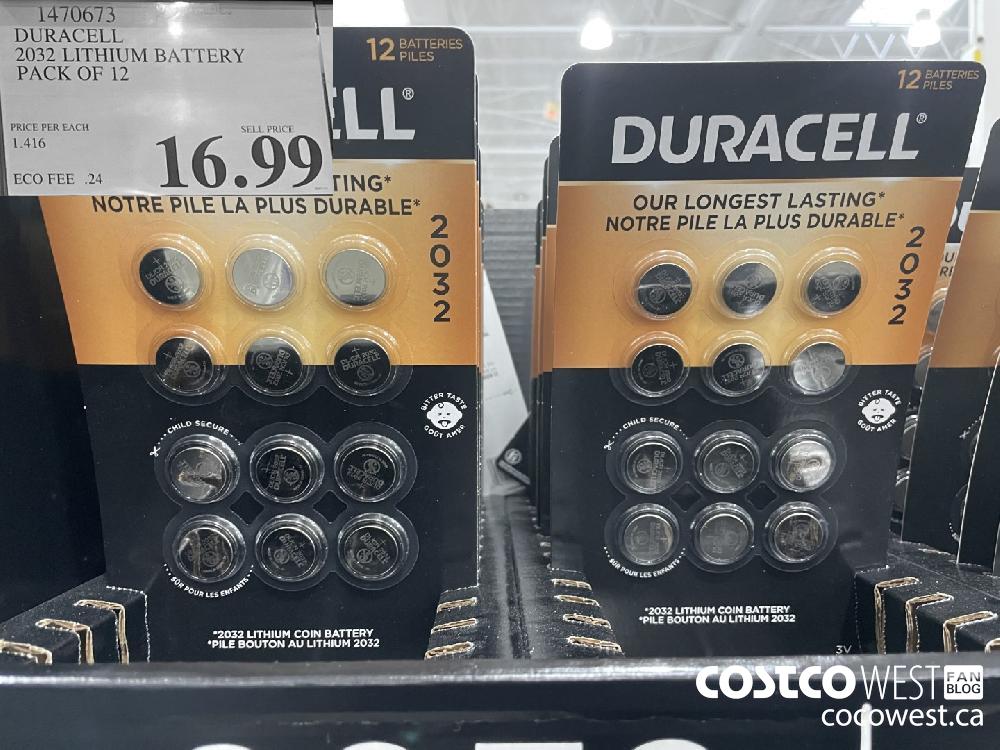 1470673
DURACELL
2032 LITHIUM BATTERY
PACK OF 12
PRICE PER EACH
1.416
SELL PRICE
16.99
ECO FEE .24
12 BATTERIES
PILES
ELL®
TING*
NOTRE PILE LA PLUS DURABLE*
2032
BITTER TASTE
GOÛT AMER
CHILD SECURE
SÛR POUR LES ENFANTS
*2032 LITHIUM COIN BATTERY
*PILE BOUTON AU LITHIUM 2032
12 BATTERIES
PILES
DURACELL®
OUR LONGEST LASTING*
NOTRE PILE LA PLUS DURABLE*
2032
BITTER TASTE
GOÛT AMER
CHILD SECURE
SÛR POUR LES ENFANTS
*2032 LITHIUM COIN BATTERY
*PILE BOUTON AU LITHIUM 2032
3V
COSTCO WEST FAN BLOG
cocowest.ca